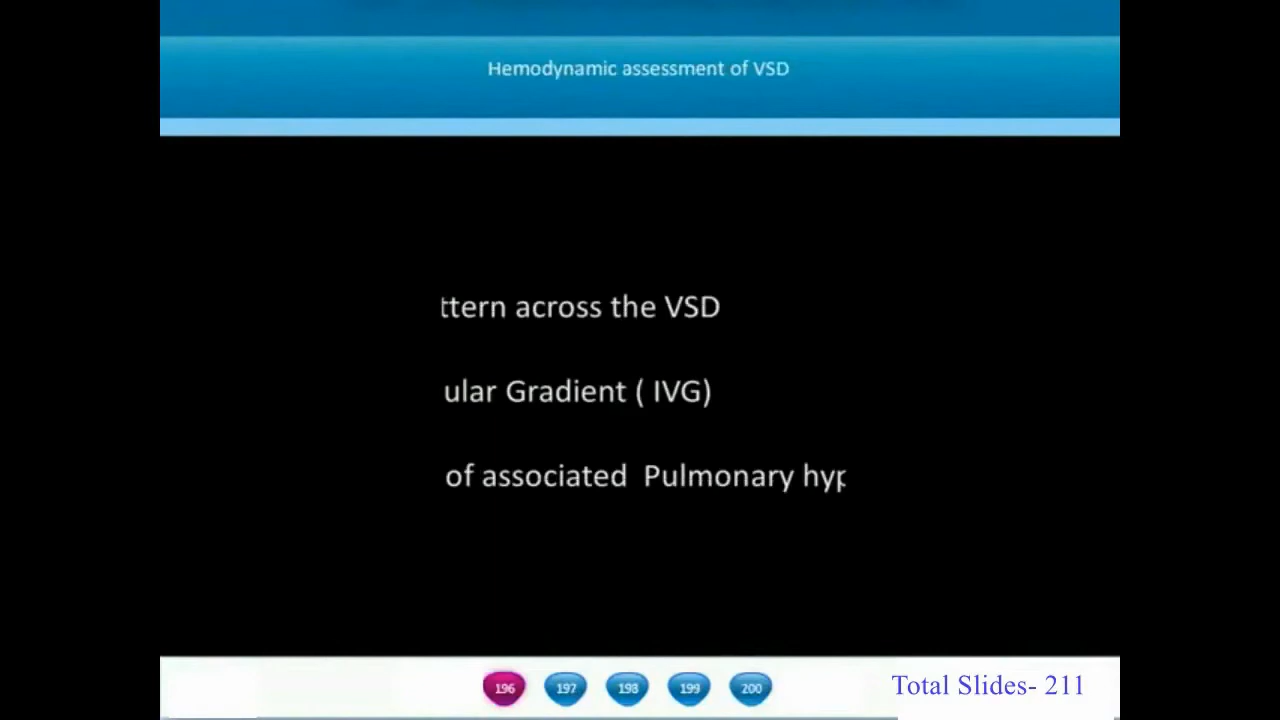 Hemodynamic assessment of VSD
ttern across the VSD
ular Gradient ( IVG)
of associated Pulmonary hyp
196 197 198 199 200
Total Slides- 211